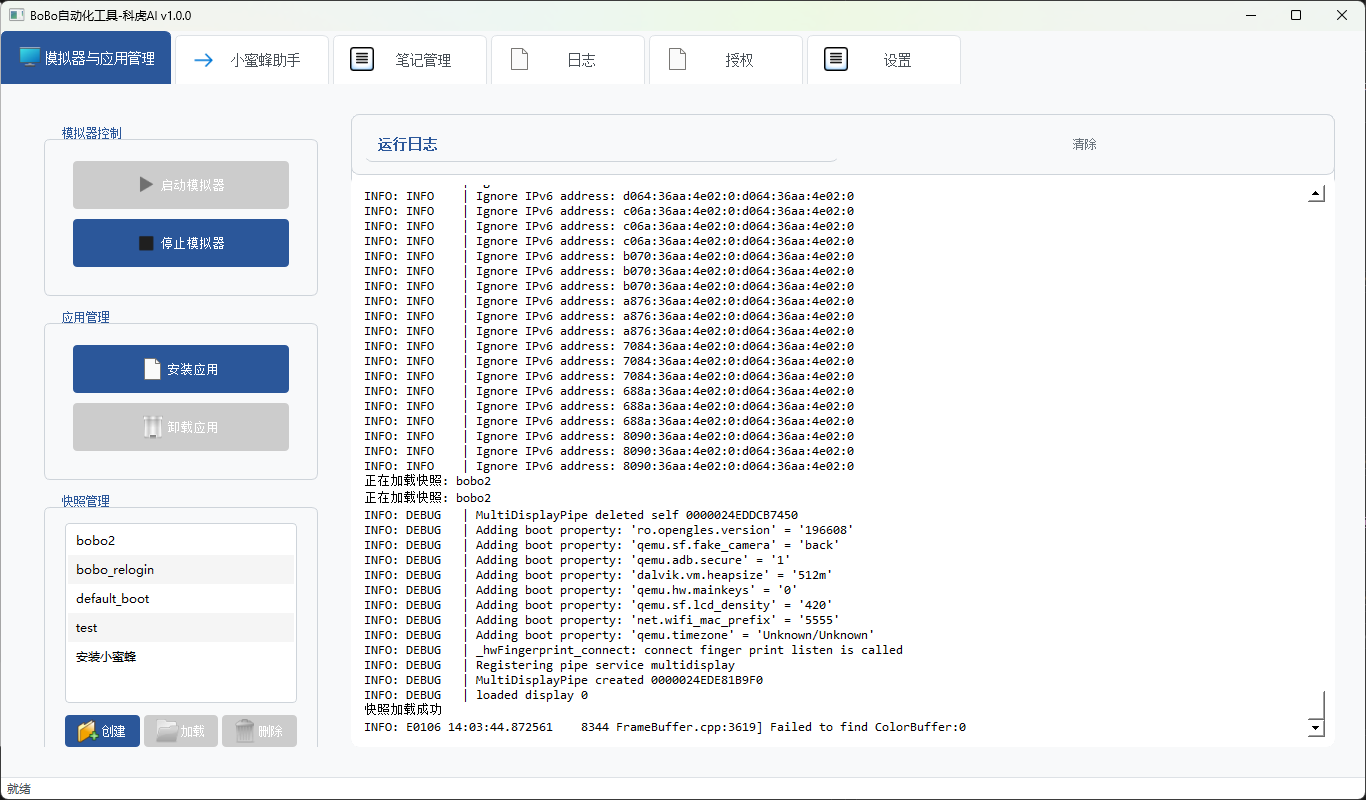 BoBo自动化工具-科虎AI v1.0.0
模拟器与应用管理
小蜜蜂助手
笔记管理
日志
授权
设置
模拟器控制
启动模拟器
停止模拟器
应用管理
安装应用
卸载应用
快照管理
bobo2
bobo_relogin
default_boot
test
安装小蜜蜂
创建 加载 删除
运行日志
清除
INFO: INFO | Ignore IPv6 address: d064:36aa:4e02:0:d064:36aa:4e02:0
INFO: INFO | Ignore IPv6 address: c06a:36aa:4e02:0:d064:36aa:4e02:0
INFO: INFO | Ignore IPv6 address: c06a:36aa:4e02:0:d064:36aa:4e02:0
INFO: INFO | Ignore IPv6 address: c06a:36aa:4e02:0:d064:36aa:4e02:0
INFO: INFO | Ignore IPv6 address: b070:36aa:4e02:0:d064:36aa:4e02:0
INFO: INFO | Ignore IPv6 address: b070:36aa:4e02:0:d064:36aa:4e02:0
INFO: INFO | Ignore IPv6 address: b070:36aa:4e02:0:d064:36aa:4e02:0
INFO: INFO | Ignore IPv6 address: a876:36aa:4e02:0:d064:36aa:4e02:0
INFO: INFO | Ignore IPv6 address: a876:36aa:4e02:0:d064:36aa:4e02:0
INFO: INFO | Ignore IPv6 address: a876:36aa:4e02:0:d064:36aa:4e02:0
INFO: INFO | Ignore IPv6 address: 7084:36aa:4e02:0:d064:36aa:4e02:0
INFO: INFO | Ignore IPv6 address: 7084:36aa:4e02:0:d064:36aa:4e02:0
INFO: INFO | Ignore IPv6 address: 7084:36aa:4e02:0:d064:36aa:4e02:0
INFO: INFO | Ignore IPv6 address: 688a:36aa:4e02:0:d064:36aa:4e02:0
INFO: INFO | Ignore IPv6 address: 688a:36aa:4e02:0:d064:36aa:4e02:0
INFO: INFO | Ignore IPv6 address: 688a:36aa:4e02:0:d064:36aa:4e02:0
INFO: INFO | Ignore IPv6 address: 8090:36aa:4e02:0:d064:36aa:4e02:0
INFO: INFO | Ignore IPv6 address: 8090:36aa:4e02:0:d064:36aa:4e02:0
INFO: INFO | Ignore IPv6 address: 8090:36aa:4e02:0:d064:36aa:4e02:0
正在加载快照: bobo2
正在加载快照: bobo2
INFO: DEBUG | MultiDisplayPipe deleted self 0000024EDDCB7450
INFO: DEBUG | Adding boot property: 'ro.opengles.version' = '196608'
INFO: DEBUG | Adding boot property: 'qemu.sf.fake_camera' = 'back'
INFO: DEBUG | Adding boot property: 'qemu.adb.secure' = '1'
INFO: DEBUG | Adding boot property: 'dalvik.vm.heapsize' = '512m'
INFO: DEBUG | Adding boot property: 'qemu.hw.mainkeys' = '0'
INFO: DEBUG | Adding boot property: 'qemu.sf.lcd_density' = '420'
INFO: DEBUG | Adding boot property: 'net.wifi_mac_prefix' = '5555'
INFO: DEBUG | Adding boot property: 'qemu.timezone' = 'Unknown/Unknown'
INFO: DEBUG | _hwFingerprint_connect: connect finger print listen is called
INFO: DEBUG | Registering pipe service multidisplay
INFO: DEBUG | MultiDisplayPipe created 0000024EDE81B9F0
INFO: DEBUG | loaded display 0
快照加载成功
INFO: E0106 14:03:44.872561 8344 FrameBuffer.cpp:3619] Failed to find ColorBuffer:0
就绪